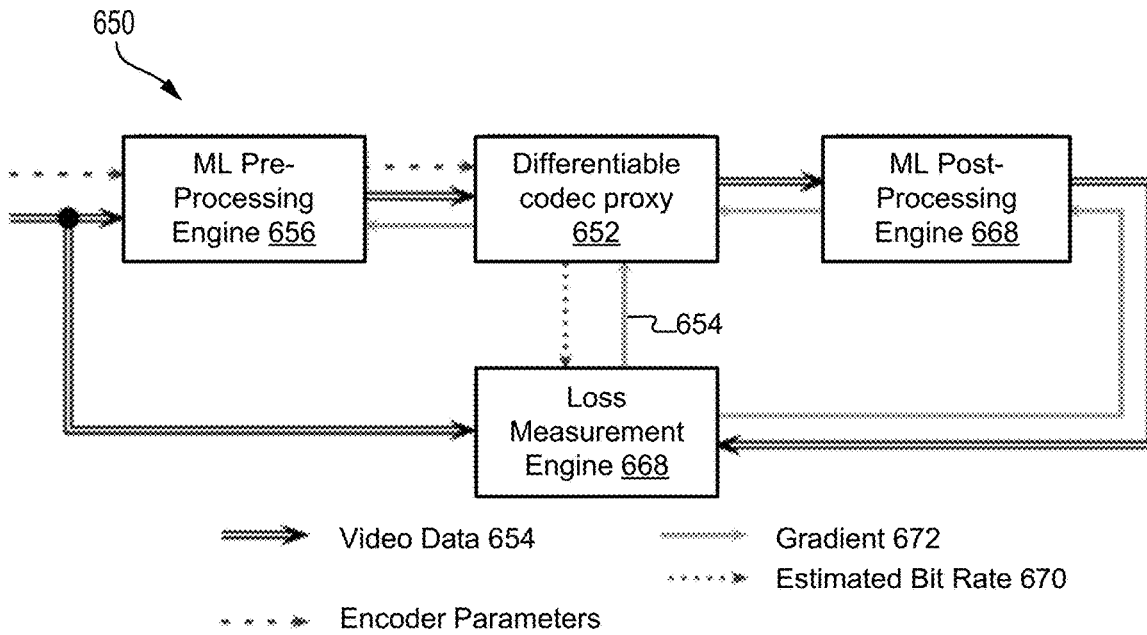 650
ML Pre-
Processing
Engine 656
Differentiable
codec proxy
652
ML Post-
Processing
Engine 668
654
Loss
Measurement
Engine 668
Video Data 654
Gradient 672
Estimated Bit Rate 670
Encoder Parameters